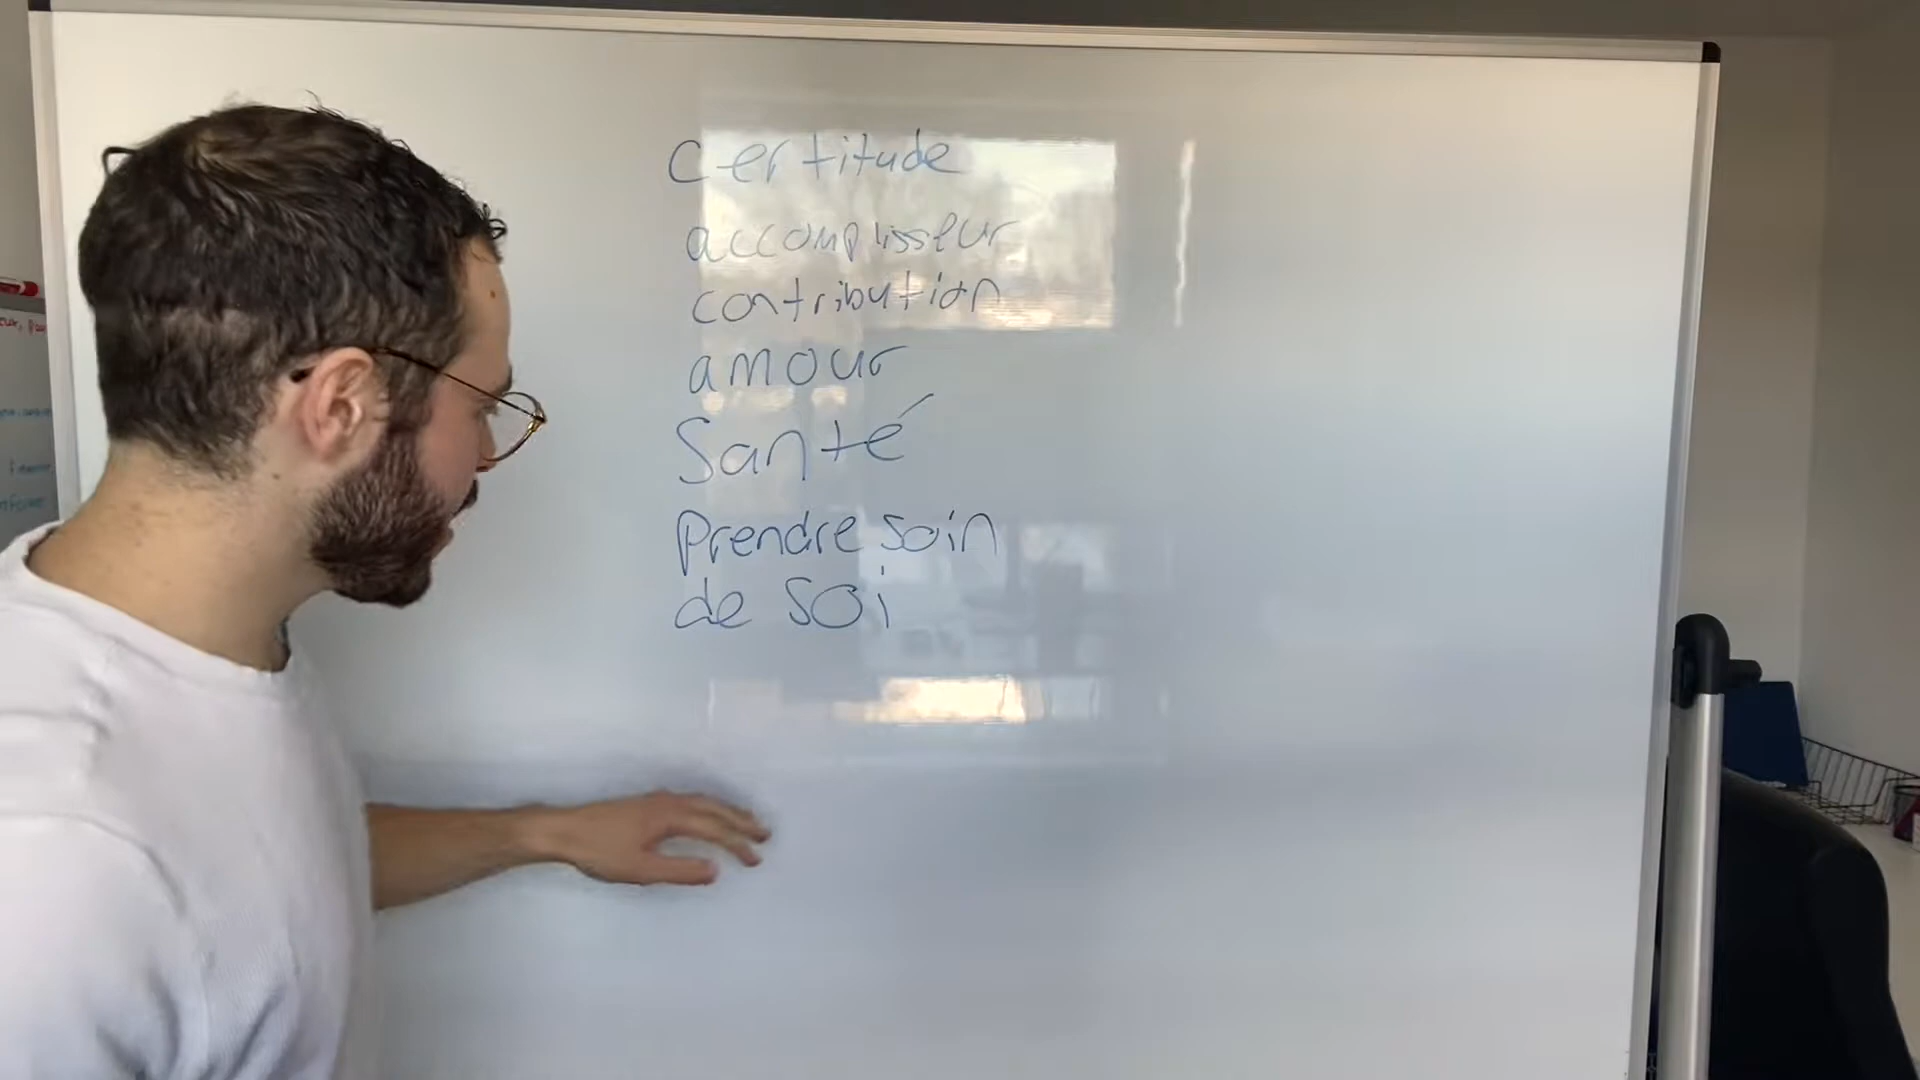 certitude
accomplisseur
contribution
amour
Santé
prendre soin
de soi